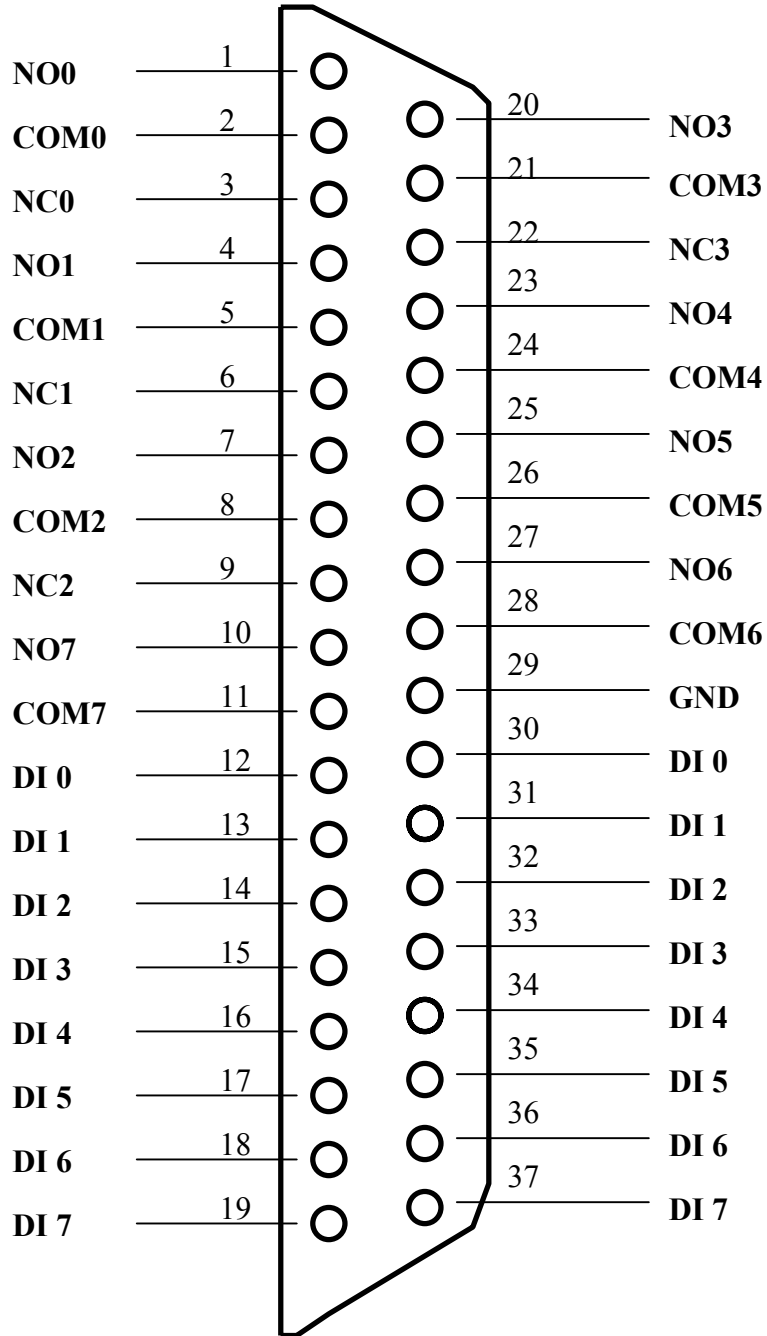 NO0 1
COM0 2
NC0 3
NO1 4
COM1 5
NC1 6
NO2 7
COM2 8
NC2 9
NO7 10
COM7 11
DI 0 12
DI 1 13
DI 2 14
DI 3 15
DI 4 16
DI 5 17
DI 6 18
DI 7 19
20 NO3
21 COM3
22 NC3
23 NO4
24 COM4
25 NO5
26 COM5
27 NO6
28 COM6
29 GND
30 DI 0
31 DI 1
32 DI 2
33 DI 3
34 DI 4
35 DI 5
36 DI 6
37 DI 7